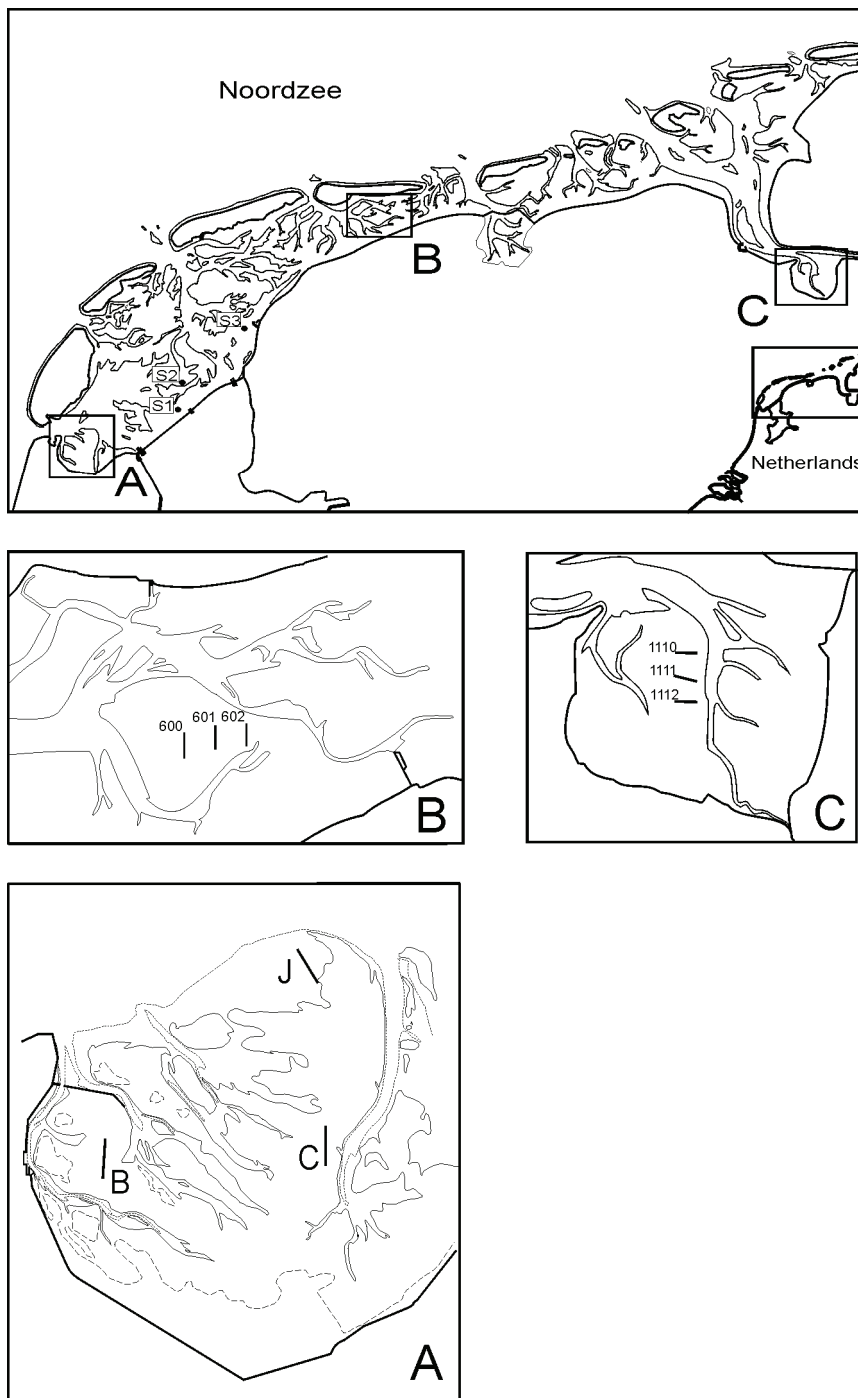 Noordzee
B
C
S3
S2
S1
A
Netherlands
600 601 602
B
1110
1111
1112
C
J
C
B
A